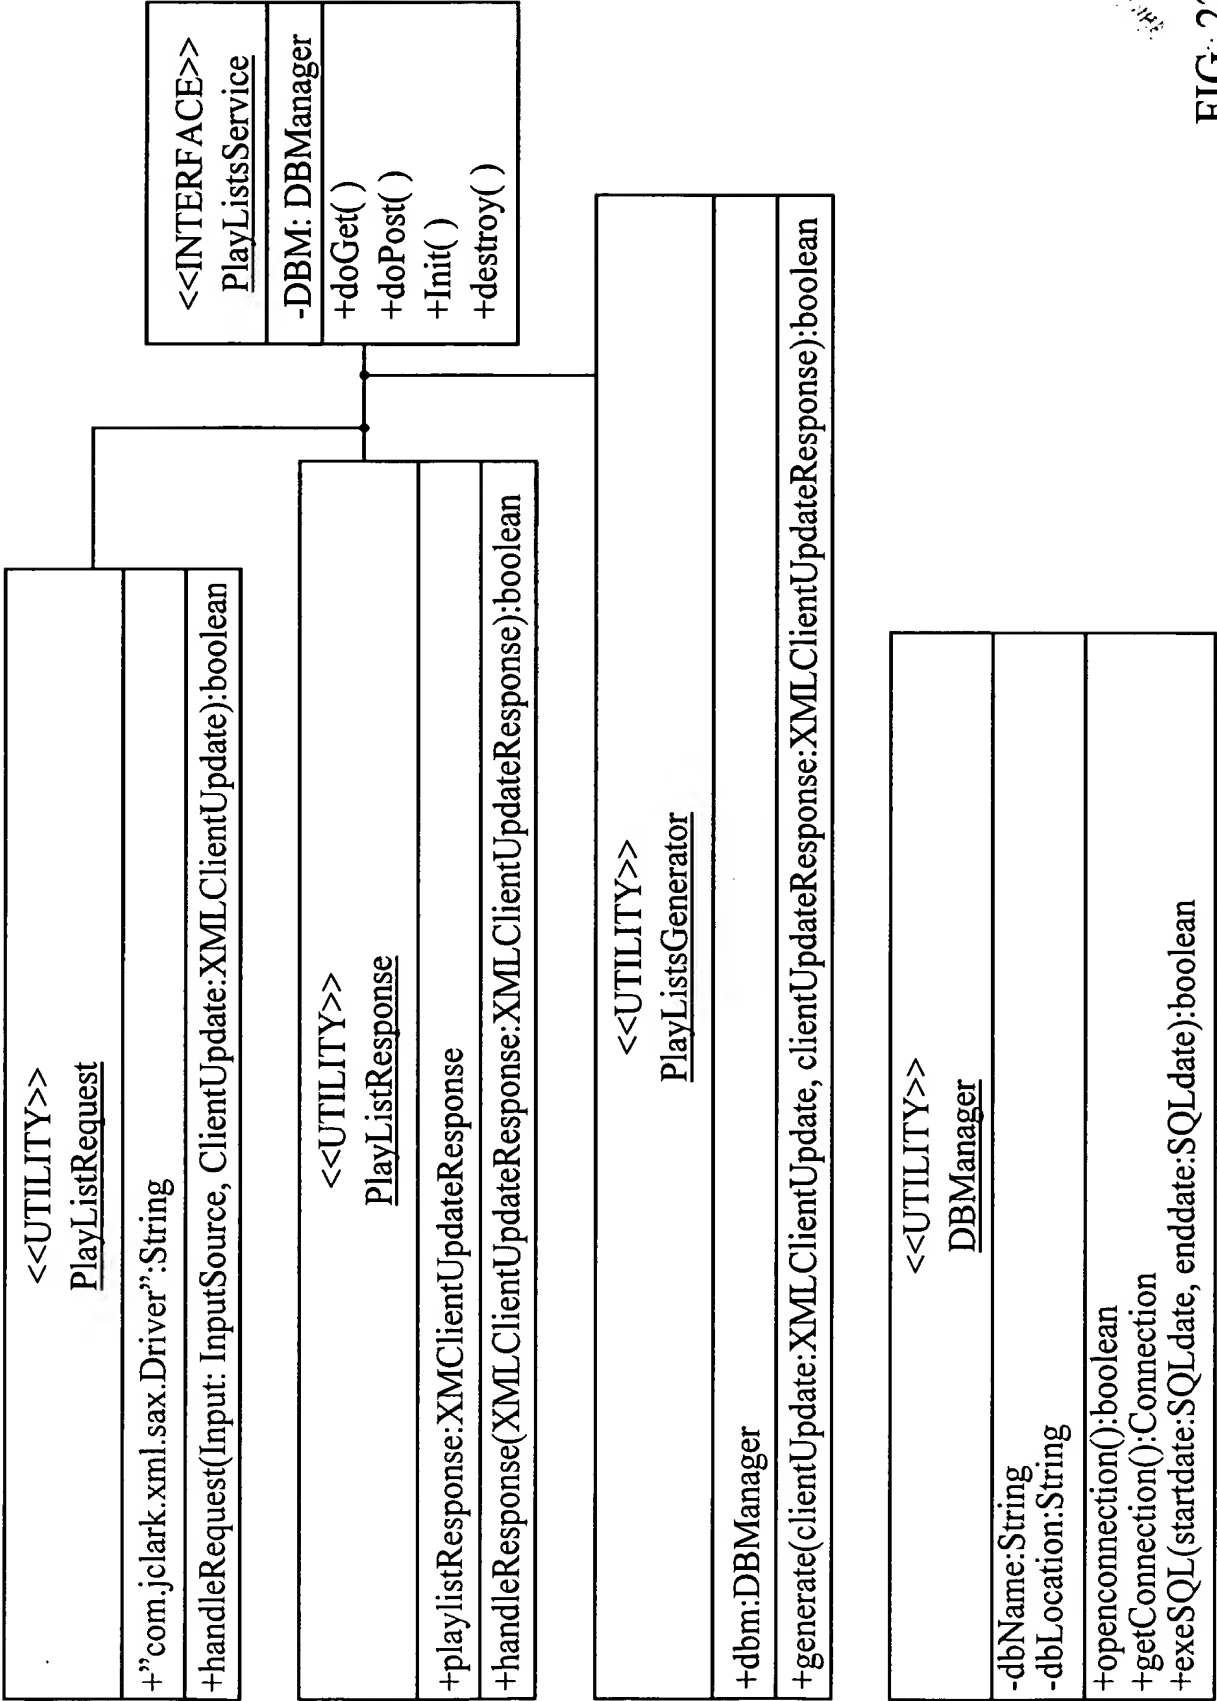 <<UTILITY>>
PlayListRequest
+"com.jclark.xml.sax.Driver":String
+handleRequest(Input: InputSource, ClientUpdate:XMLClientUpdate):boolean
<<UTILITY>>
PlayListResponse
+playlistResponse:XMClientUpdateResponse
+handleResponse(XMLClientUpdateResponse:XMLClientUpdateResponse):boolean
<<INTERFACE>>
PlayListsService
-DBM: DBManager
+doGet( )
+doPost( )
+Init( )
+destroy( )
<<UTILITY>>
PlayListsGenerator
+dbm:DBManager
+generate(clientUpdate:XMLClientUpdate, clientUpdateResponse:XMLClientUpdateResponse):boolean
<<UTILITY>>
DBManager
-dbName:String
-dbLocation:String
+openconnection():boolean
+getConnection():Connection
+exeSQL(startdate:SQLdate, enddate:SQLdate):boolean
FIG.